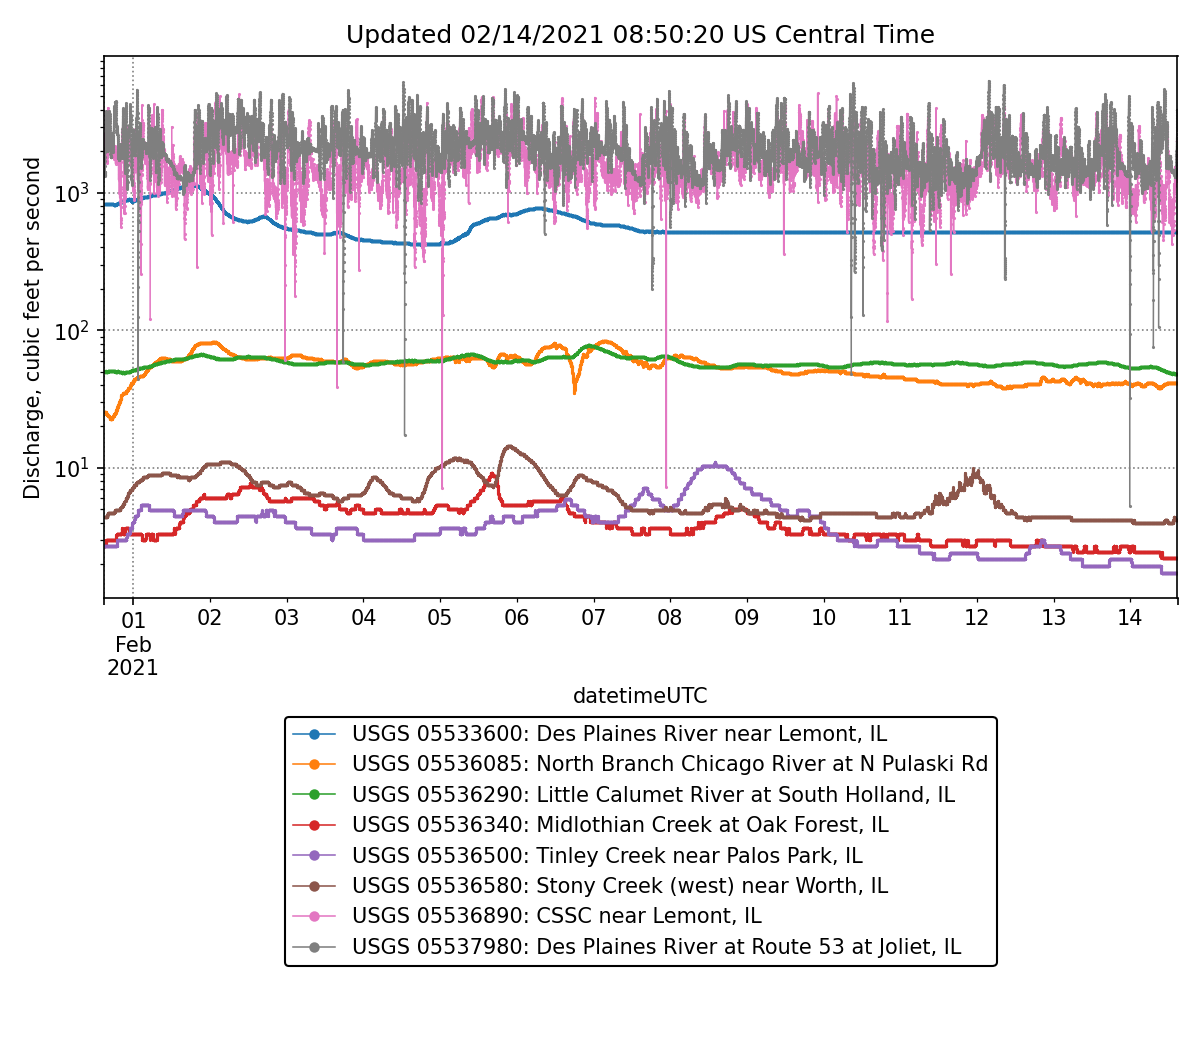 Updated 02/14/2021 08:50:20 US Central Time
Discharge, cubic feet per second
10³
10²
10¹
01 02 03 04 05 06 07 08 09 10 11 12 13 14
Feb
2021
datetimeUTC
USGS 05533600: Des Plaines River near Lemont, IL
USGS 05536085: North Branch Chicago River at N Pulaski Rd
USGS 05536290: Little Calumet River at South Holland, IL
USGS 05536340: Midlothian Creek at Oak Forest, IL
USGS 05536500: Tinley Creek near Palos Park, IL
USGS 05536580: Stony Creek (west) near Worth, IL
USGS 05536890: CSSC near Lemont, IL
USGS 05537980: Des Plaines River at Route 53 at Joliet, IL